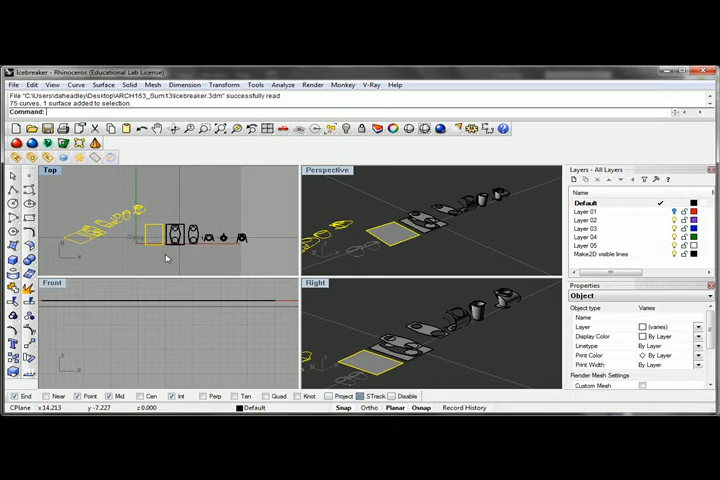 Icebreaker - Rhinoceros (Educational Lab License)
File Edit View Curve Surface Solid Mesh Dimension Transform Tools Analyze Render Monkey V-Ray Help
File "C:\Users\daheadley\Desktop\ARCH163_Sum13\Icebreaker.3dm" successfully read
75 curves, 1 surface added to selection.
Command:
Top
Perspective
Front
Right
Layers - All Layers
Name
Default
Layer 01
Layer 02
Layer 03
Layer 04
Layer 05
Make2D visible lines
Properties
Object
Object type Varies
Name
Layer (varies)
Display Color By Layer
Linetype By Layer
Print Color By Layer
Print Width By Layer
Render Mesh Settings
Custom Mesh
End Near Point Mid Cen Int Perp Tan Quad Knot Project STrack Disable
CPlane x 14.213 y -7.227 z 0.000 Default Snap Ortho Planar Osnap Record History